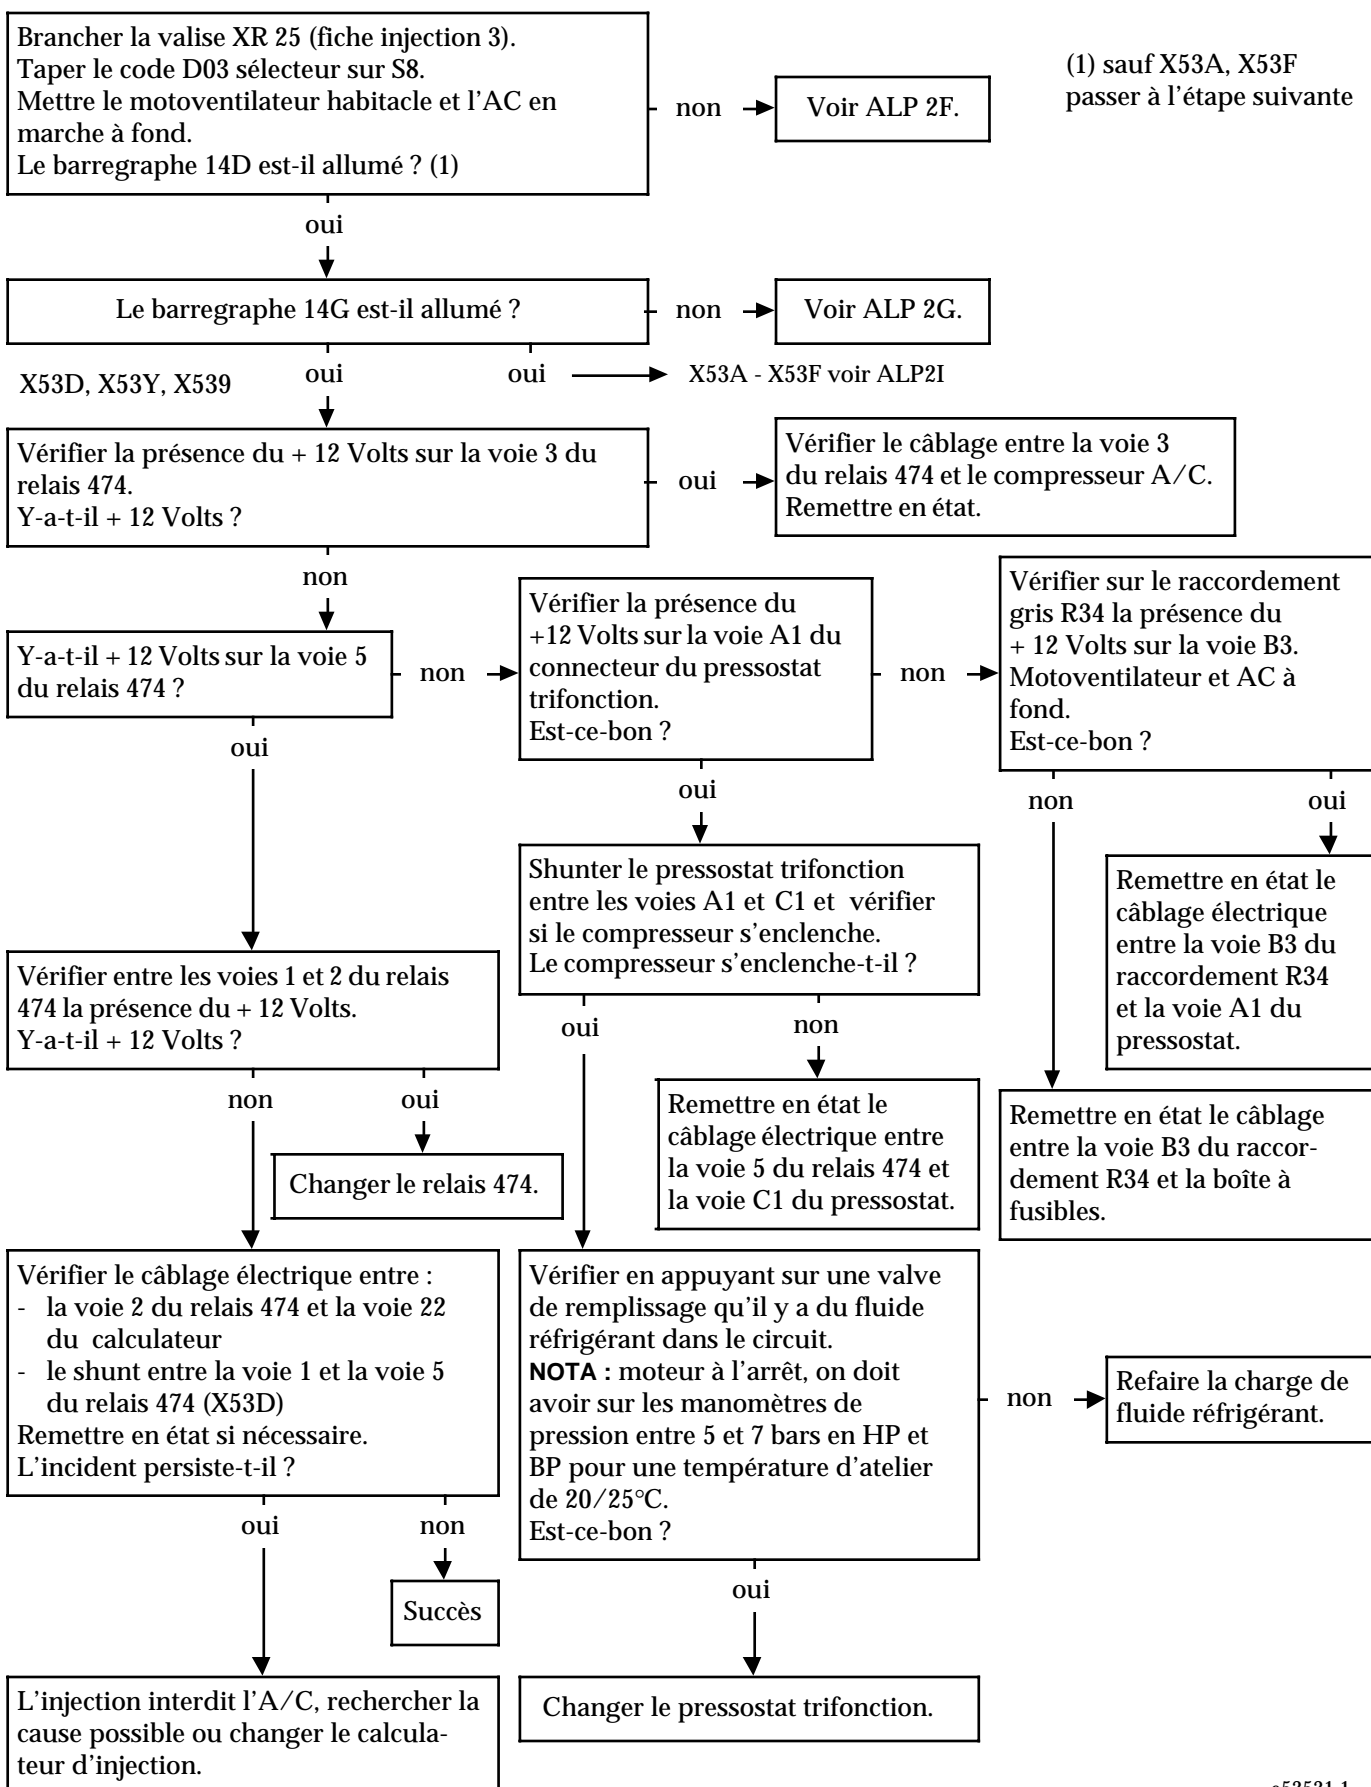 Brancher la valise XR 25 (fiche injection 3).
Taper le code D03 sélecteur sur S8.
Mettre le motoventilateur habitacle et l'AC en
marche à fond.
Le barregraphe 14D est-il allumé ? (1)
non
Voir ALP 2F.
(1) sauf X53A, X53F
passer à l'étape suivante
oui
Le barregraphe 14G est-il allumé ?
non
Voir ALP 2G.
X53D, X53Y, X539
oui
oui
X53A - X53F voir ALP2I
Vérifier la présence du + 12 Volts sur la voie 3 du
relais 474.
Y-a-t-il + 12 Volts ?
oui
Vérifier le câblage entre la voie 3
du relais 474 et le compresseur A/C.
Remettre en état.
non
Y-a-t-il + 12 Volts sur la voie 5
du relais 474 ?
non
Vérifier la présence du
+12 Volts sur la voie A1 du
connecteur du pressostat
trifonction.
Est-ce-bon ?
non
Vérifier sur le raccordement
gris R34 la présence du
+ 12 Volts sur la voie B3.
Motoventilateur et AC à
fond.
Est-ce-bon ?
oui
oui
non
oui
Shunter le pressostat trifonction
entre les voies A1 et C1 et vérifier
si le compresseur s'enclenche.
Le compresseur s'enclenche-t-il ?
Remettre en état le
câblage électrique
entre la voie B3 du
raccordement R34
et la voie A1 du
pressostat.
Vérifier entre les voies 1 et 2 du relais
474 la présence du + 12 Volts.
Y-a-t-il + 12 Volts ?
oui
non
non
oui
Remettre en état le
câblage électrique entre
la voie 5 du relais 474 et
la voie C1 du pressostat.
Remettre en état le câblage
entre la voie B3 du raccor-
dement R34 et la boîte à
fusibles.
Changer le relais 474.
Vérifier le câblage électrique entre :
- la voie 2 du relais 474 et la voie 22
du calculateur
- le shunt entre la voie 1 et la voie 5
du relais 474 (X53D)
Remettre en état si nécessaire.
L'incident persiste-t-il ?
Vérifier en appuyant sur une valve
de remplissage qu'il y a du fluide
réfrigérant dans le circuit.
NOTA : moteur à l'arrêt, on doit
avoir sur les manomètres de
pression entre 5 et 7 bars en HP et
BP pour une température d'atelier
de 20/25°C.
Est-ce-bon ?
non
Refaire la charge de
fluide réfrigérant.
oui
non
oui
Succès
L'injection interdit l'A/C, rechercher la
cause possible ou changer le calcula-
teur d'injection.
Changer le pressostat trifonction.